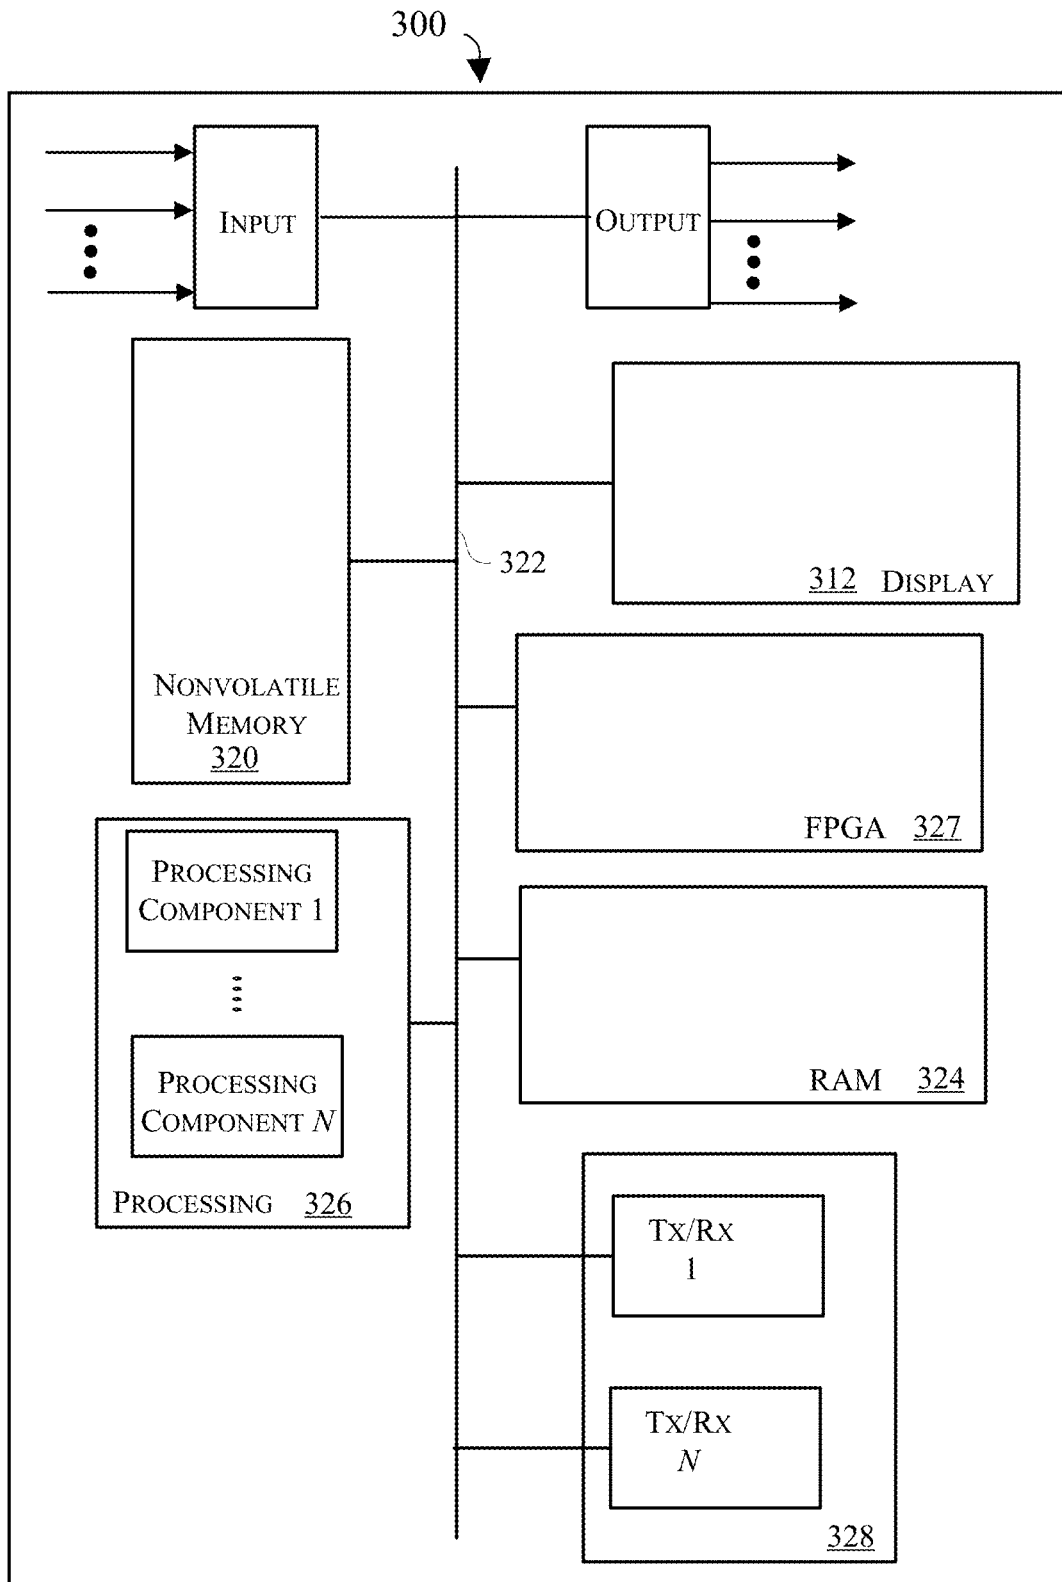 300
INPUT
OUTPUT
322
312 DISPLAY
NONVOLATILE
MEMORY
320
FPGA 327
PROCESSING
COMPONENT 1
RAM 324
PROCESSING
COMPONENT N
PROCESSING 326
TX/RX
1
TX/RX
N
328